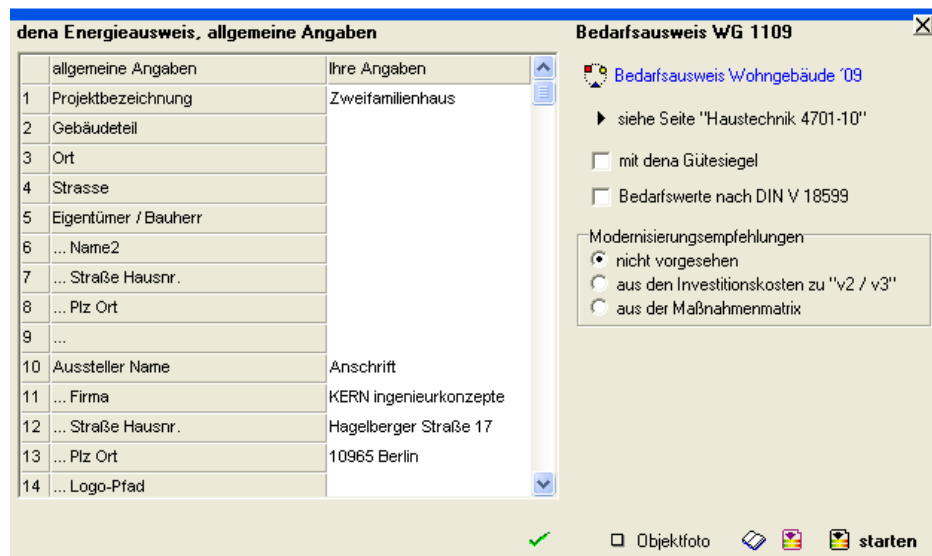 dena Energieausweis, allgemeine Angaben
allgemeine Angaben Ihre Angaben
1 Projektbezeichnung Zweifamilienhaus
2 Gebäudeteil
3 Ort
4 Strasse
5 Eigentümer / Bauherr
6 ... Name2
7 ... Straße Hausnr.
8 ... Plz Ort
9 ...
10 Aussteller Name Anschrift
11 ... Firma KERN ingenieurkonzepte
12 ... Straße Hausnr. Hagelberger Straße 17
13 ... Plz Ort 10965 Berlin
14 ... Logo-Pfad
Bedarfsausweis WG 1109
Bedarfsausweis Wohngebäude ´09
siehe Seite "Haustechnik 4701-10"
mit dena Gütesiegel
Bedarfswerte nach DIN V 18599
Modernisierungsempfehlungen
nicht vorgesehen
aus den Investitionskosten zu "v2 / v3"
aus der Maßnahmenmatrix
Objektfoto
starten